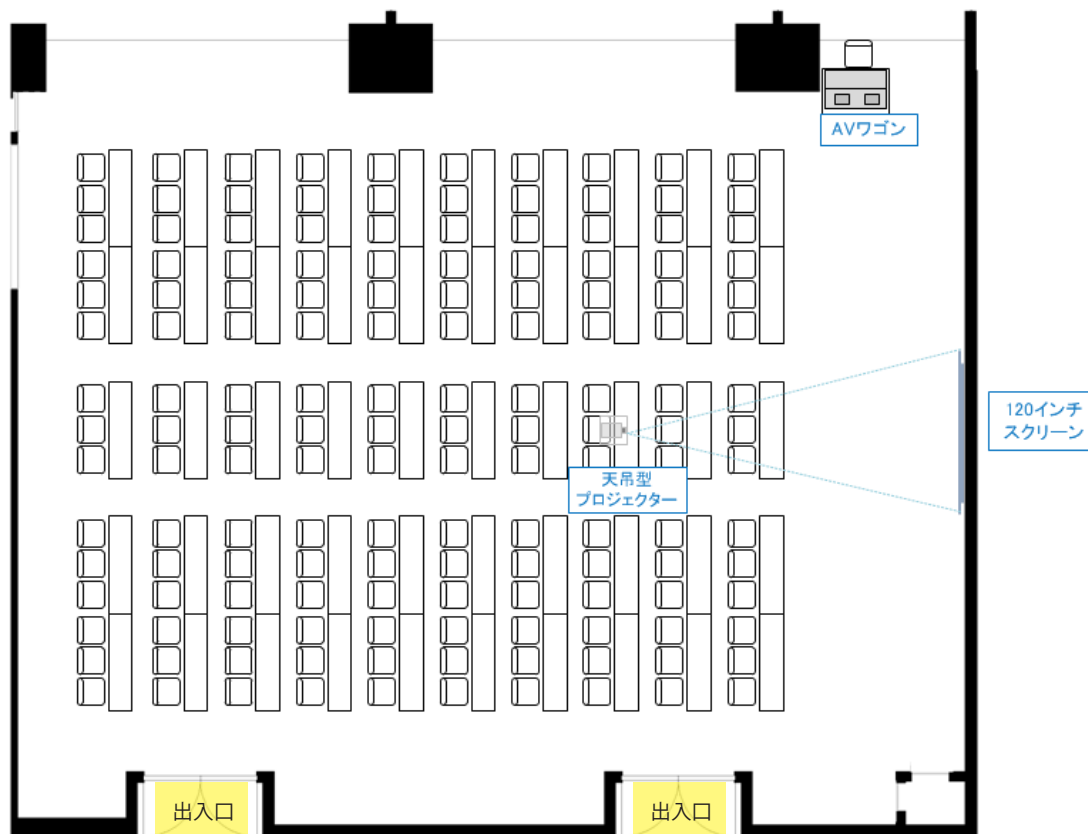 AVワゴン
120インチ
スクリーン
天吊型
プロジェクター
出入口
出入口